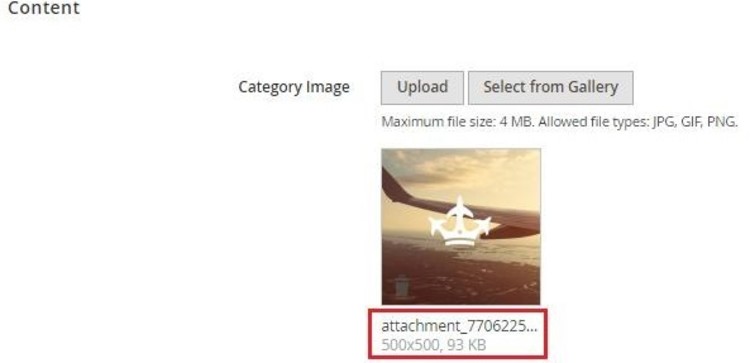 Content
Category Image
Upload
Select from Gallery
Maximum file size: 4 MB. Allowed file types: JPG, GIF, PNG.
attachment_7706225...
500x500, 93 KB